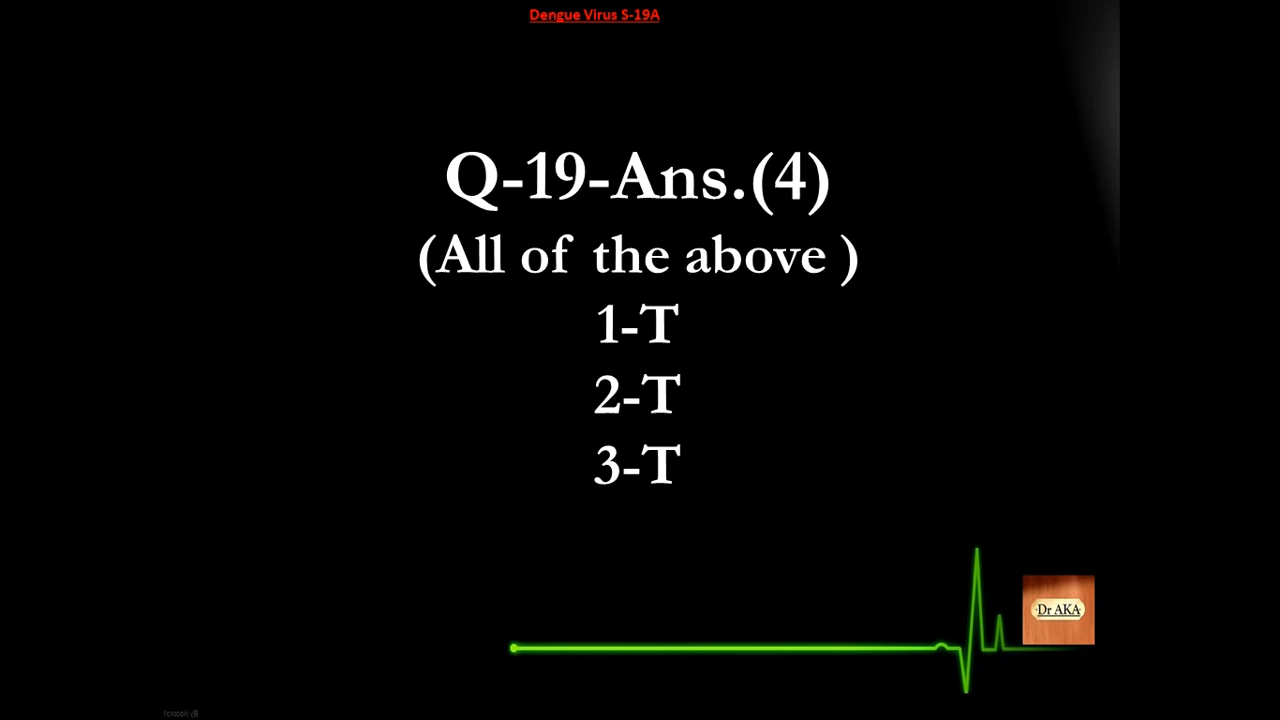 Dengue Virus S-19A
Q-19-Ans.(4)
(All of the above )
1-T
2-T
3-T
Dr AKA